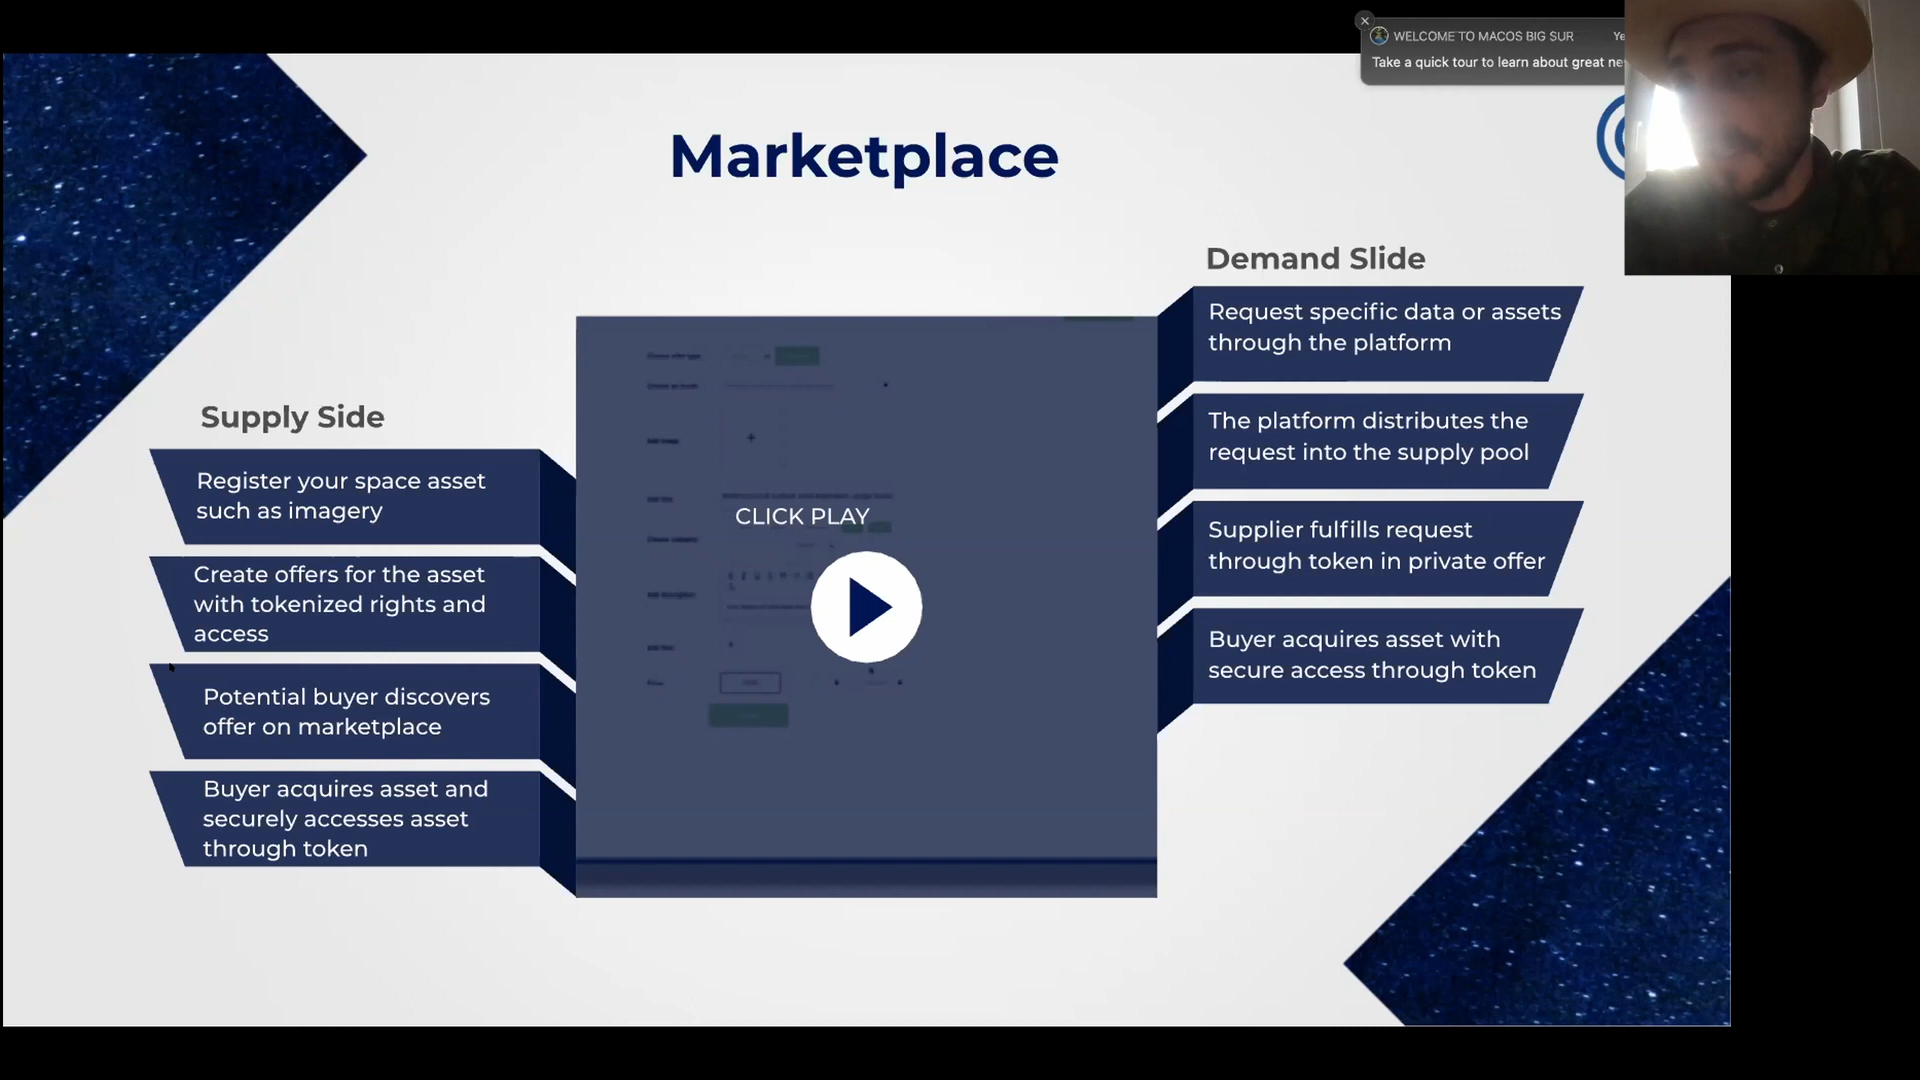 WELCOME TO MACOS BIG SUR
Ye
Take a quick tour to learn about great ne
Marketplace
Supply Side
Register your space asset
such as imagery
Create offers for the asset
with tokenized rights and
access
Potential buyer discovers
offer on marketplace
Buyer acquires asset and
securely accesses asset
through token
CLICK PLAY
Demand Slide
Request specific data or assets
through the platform
The platform distributes the
request into the supply pool
Supplier fulfills request
through token in private offer
Buyer acquires asset with
secure access through token